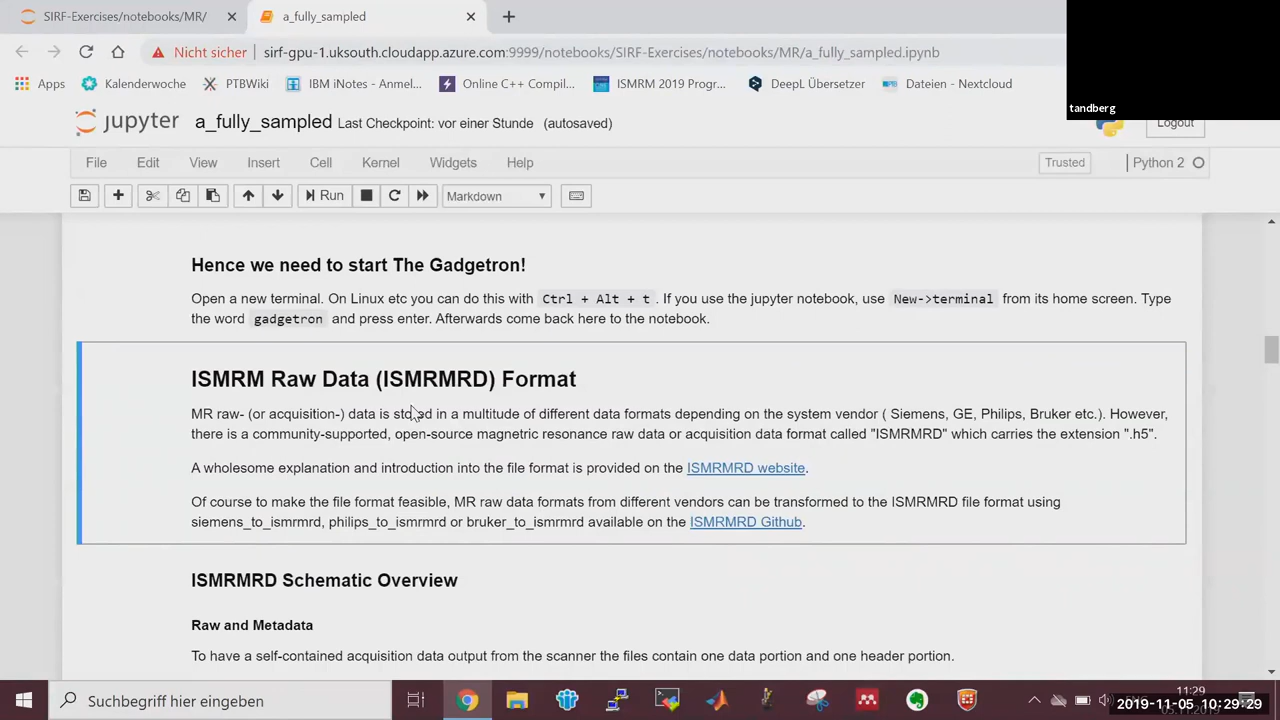 SIRF-Exercises/notebooks/MR/
a_fully_sampled
Nicht sicher
sirf-gpu-1.uksouth.cloudapp.azure.com:9999/notebooks/SIRF-Exercises/notebooks/MR/a_fully_sampled.ipynb
Apps
Kalenderwoche
PTBWiki
IBM iNotes - Anmel...
Online C++ Compil...
ISMRM 2019 Progr...
DeepL Übersetzer
Dateien - Nextcloud
tandberg
jupyter
a_fully_sampled Last Checkpoint: vor einer Stunde (autosaved)
Logout
File Edit View Insert Cell Kernel Widgets Help
Trusted
Python 2
Run
Markdown
Hence we need to start The Gadgetron!
Open a new terminal. On Linux etc you can do this with Ctrl + Alt + t . If you use the jupyter notebook, use New->terminal from its home screen. Type
the word gadgetron and press enter. Afterwards come back here to the notebook.
ISMRM Raw Data (ISMRMRD) Format
MR raw- (or acquisition-) data is stored in a multitude of different data formats depending on the system vendor ( Siemens, GE, Philips, Bruker etc.). However,
there is a community-supported, open-source magnetric resonance raw data or acquisition data format called "ISMRMRD" which carries the extension ".h5".
A wholesome explanation and introduction into the file format is provided on the ISMRMRD website.
Of course to make the file format feasible, MR raw data formats from different vendors can be transformed to the ISMRMRD file format using
siemens_to_ismrmrd, philips_to_ismrmrd or bruker_to_ismrmrd available on the ISMRMRD Github.
ISMRMRD Schematic Overview
Raw and Metadata
To have a self-contained acquisition data output from the scanner the files contain one data portion and one header portion.
Suchbegriff hier eingeben
ENG
11:29
2019-11-05 10:29:29